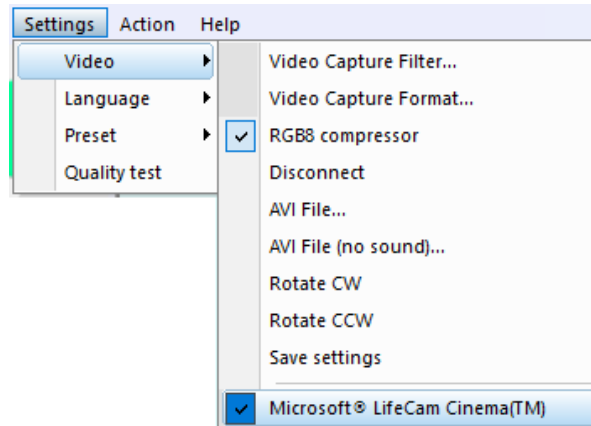 Settings Action Help
Video
Language
Preset
Quality test
Video Capture Filter...
Video Capture Format...
RGB8 compressor
Disconnect
AVI File...
AVI File (no sound)...
Rotate CW
Rotate CCW
Save settings
Microsoft® LifeCam Cinema(TM)